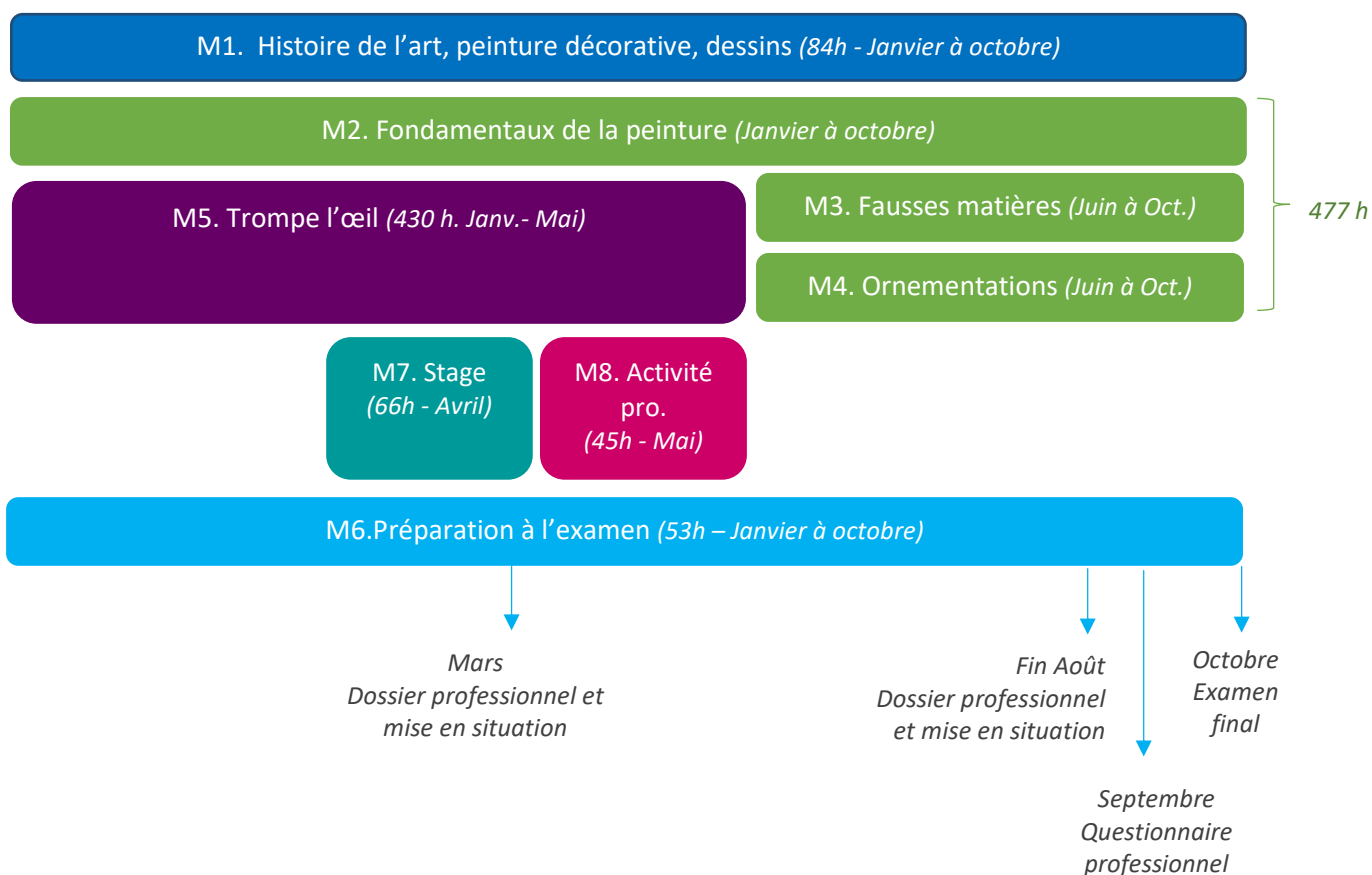 M1. Histoire de l’art, peinture décorative, dessins (84h - Janvier à octobre)
M2. Fondamentaux de la peinture (Janvier à octobre)
M5. Trompe l’œil (430 h. Janv.- Mai)
M3. Fausses matières (Juin à Oct.)
477 h
M4. Ornementations (Juin à Oct.)
M7. Stage
(66h - Avril)
M8. Activité
pro.
(45h - Mai)
M6.Préparation à l’examen (53h – Janvier à octobre)
Mars
Dossier professionnel et
mise en situation
Fin Août
Dossier professionnel
et mise en situation
Octobre
Examen
final
Septembre
Questionnaire
professionnel